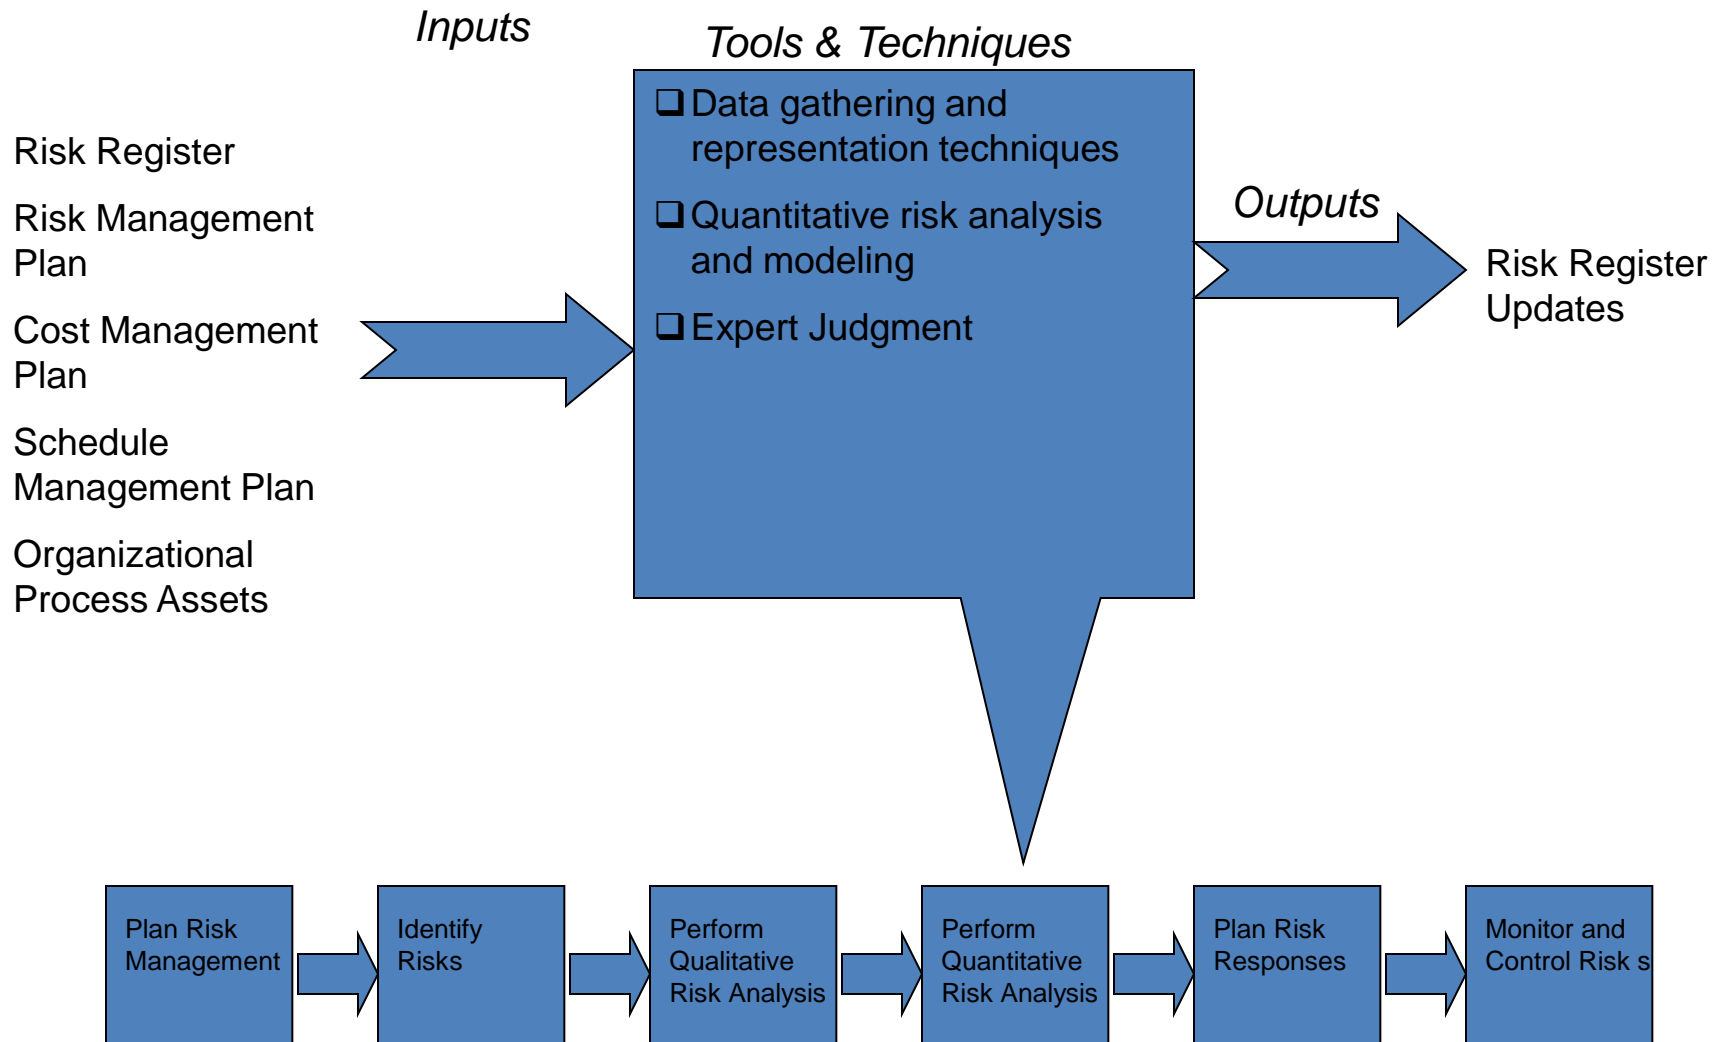 Inputs
Tools & Techniques
Risk Register
Risk Management
Plan
Cost Management
Plan
Schedule
Management Plan
Organizational
Process Assets
❑ Data gathering and
representation techniques
❑ Quantitative risk analysis
and modeling
❑ Expert Judgment
Outputs
Risk Register
Updates
Plan Risk
Management
Identify
Risks
Perform
Qualitative
Risk Analysis
Perform
Quantitative
Risk Analysis
Plan Risk
Responses
Monitor and
Control Risk s